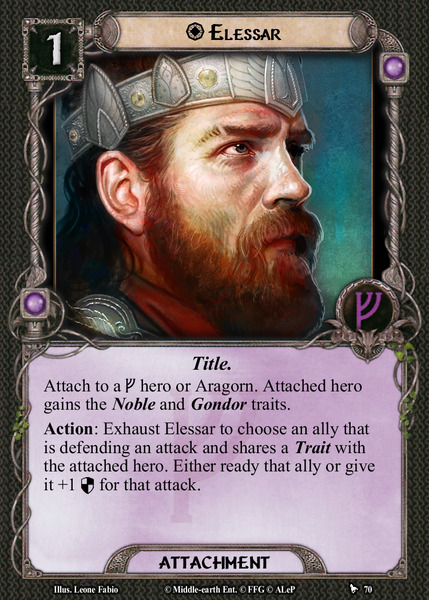 1
Elessar
Title.
Attach to a ᚠ hero or Aragorn. Attached hero
gains the Noble and Gondor traits.
Action: Exhaust Elessar to choose an ally that
is defending an attack and shares a Trait with
the attached hero. Either ready that ally or give
it +1 for that attack.
ATTACHMENT
Illus. Leone Fabio © Middle-earth Ent. © FFG © ALeP 70